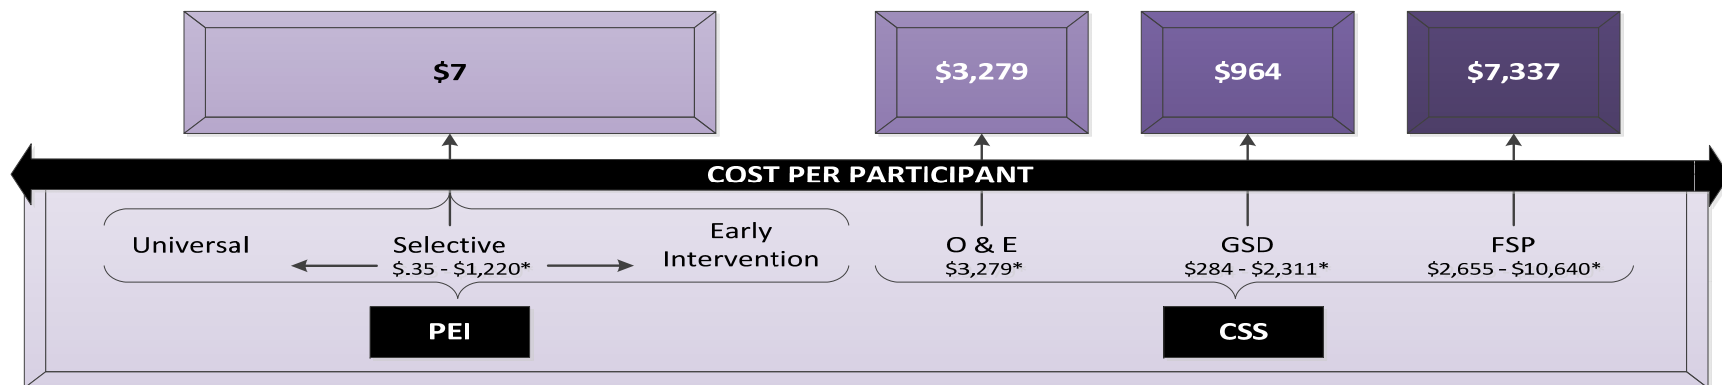 $7
$3,279
$964
$7,337
COST PER PARTICIPANT
Universal
Selective
$.35 - $1,220*
Early
Intervention
O & E
$3,279*
GSD
$284 - $2,311*
FSP
$2,655 - $10,640*
PEI
CSS